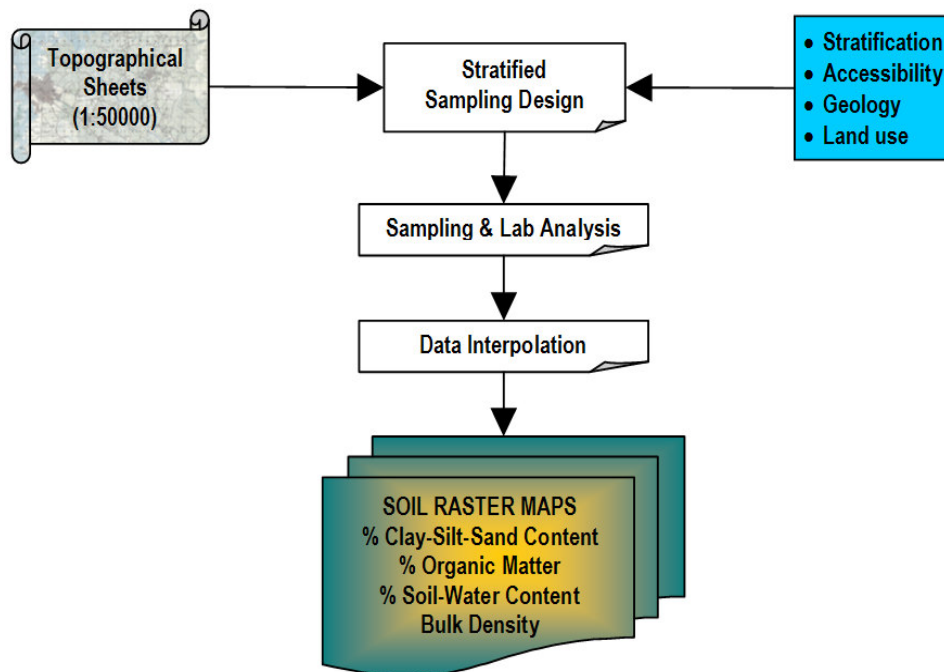 Topographical
Sheets
(1:50000)
Stratified
Sampling Design
• Stratification
• Accessibility
• Geology
• Land use
Sampling & Lab Analysis
Data Interpolation
SOIL RASTER MAPS
% Clay-Silt-Sand Content
% Organic Matter
% Soil-Water Content
Bulk Density